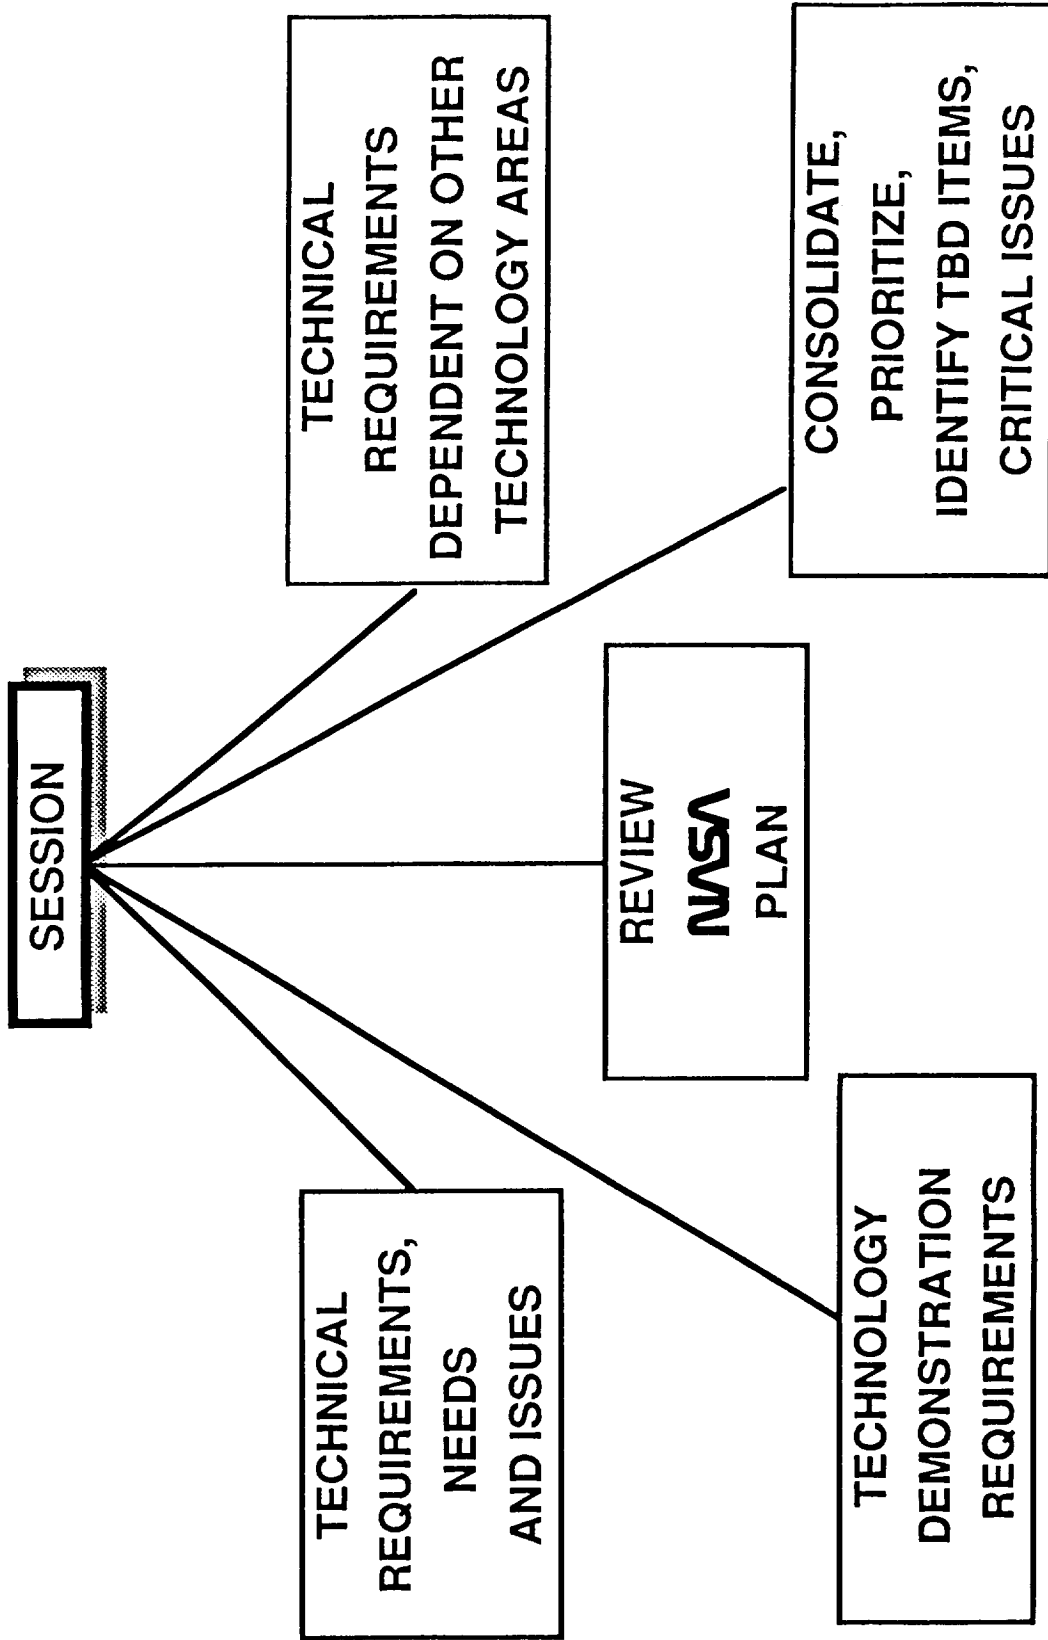 SESSION
TECHNICAL
REQUIREMENTS,
NEEDS
AND ISSUES
TECHNICAL
REQUIREMENTS
DEPENDENT ON OTHER
TECHNOLOGY AREAS
REVIEW
NASA
PLAN
TECHNOLOGY
DEMONSTRATION
REQUIREMENTS
CONSOLIDATE,
PRIORITIZE,
IDENTIFY TBD ITEMS,
CRITICAL ISSUES